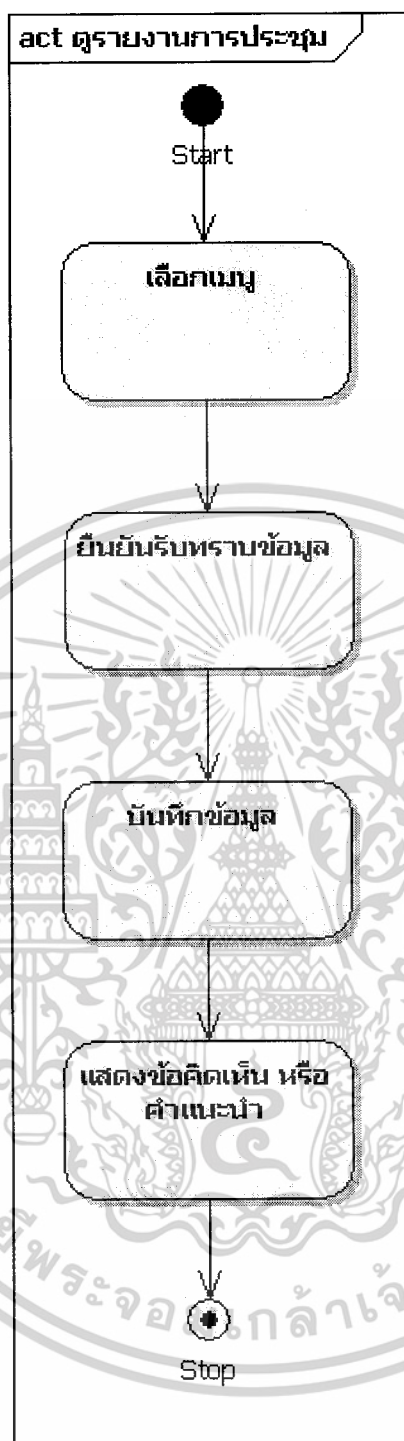 act ดูรายงานการประชุม
Start
เลือกเมนู
ยืนยันรับทราบข้อมูล
บันทึกข้อมูล
แสดงข้อคิดเห็น หรือ
คำแนะนำ
Stop